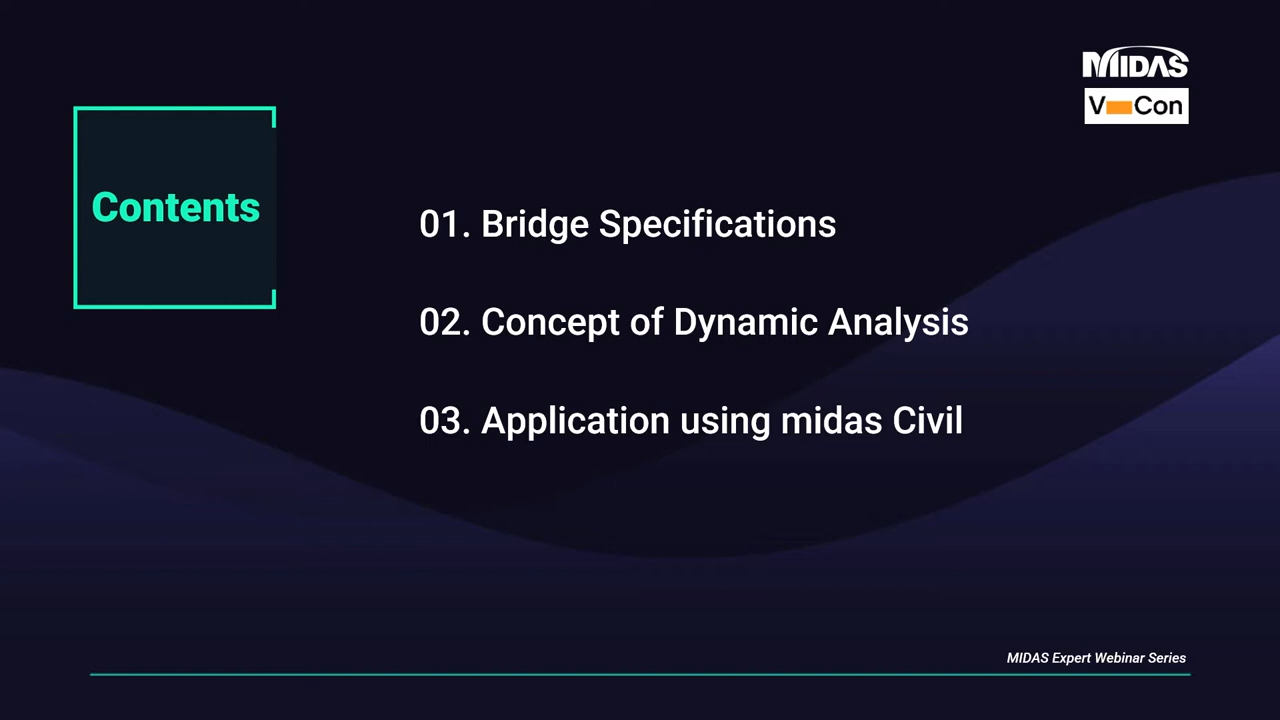 MIDAS
V Con
Contents
01. Bridge Specifications
02. Concept of Dynamic Analysis
03. Application using midas Civil
MIDAS Expert Webinar Series